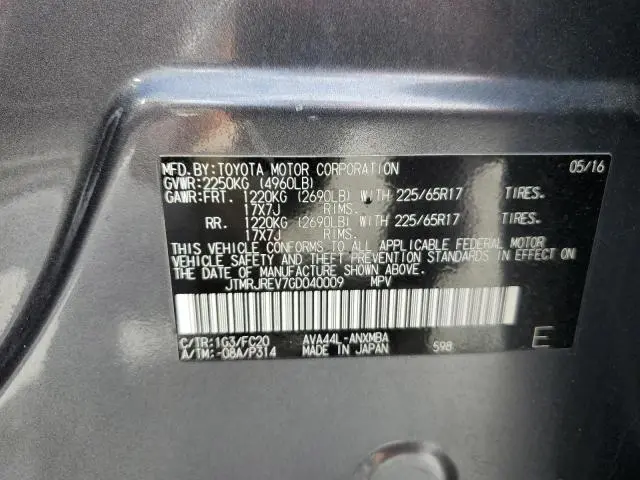 MFD.BY:TOYOTA MOTOR CORPORATION 05/16
GVWR:2250KG (4960LB)
GAWR:FRT. 1220KG (2690LB) WITH 225/65R17 TIRES.
17X7J RIMS.
RR. 1220KG (2690LB) WITH 225/65R17 TIRES.
17X7J RIMS.
THIS VEHICLE CONFORMS TO ALL APPLICABLE FEDERAL MOTOR
VEHICLE SAFETY AND THEFT PREVENTION STANDARDS IN EFFECT ON
THE DATE OF MANUFACTURE SHOWN ABOVE.
JTMRJREV7GD040009 MPV
C/TR:1G3/FC20 AVA44L-ANXMBA
A/TM:-08A/P314 MADE IN JAPAN 598 E